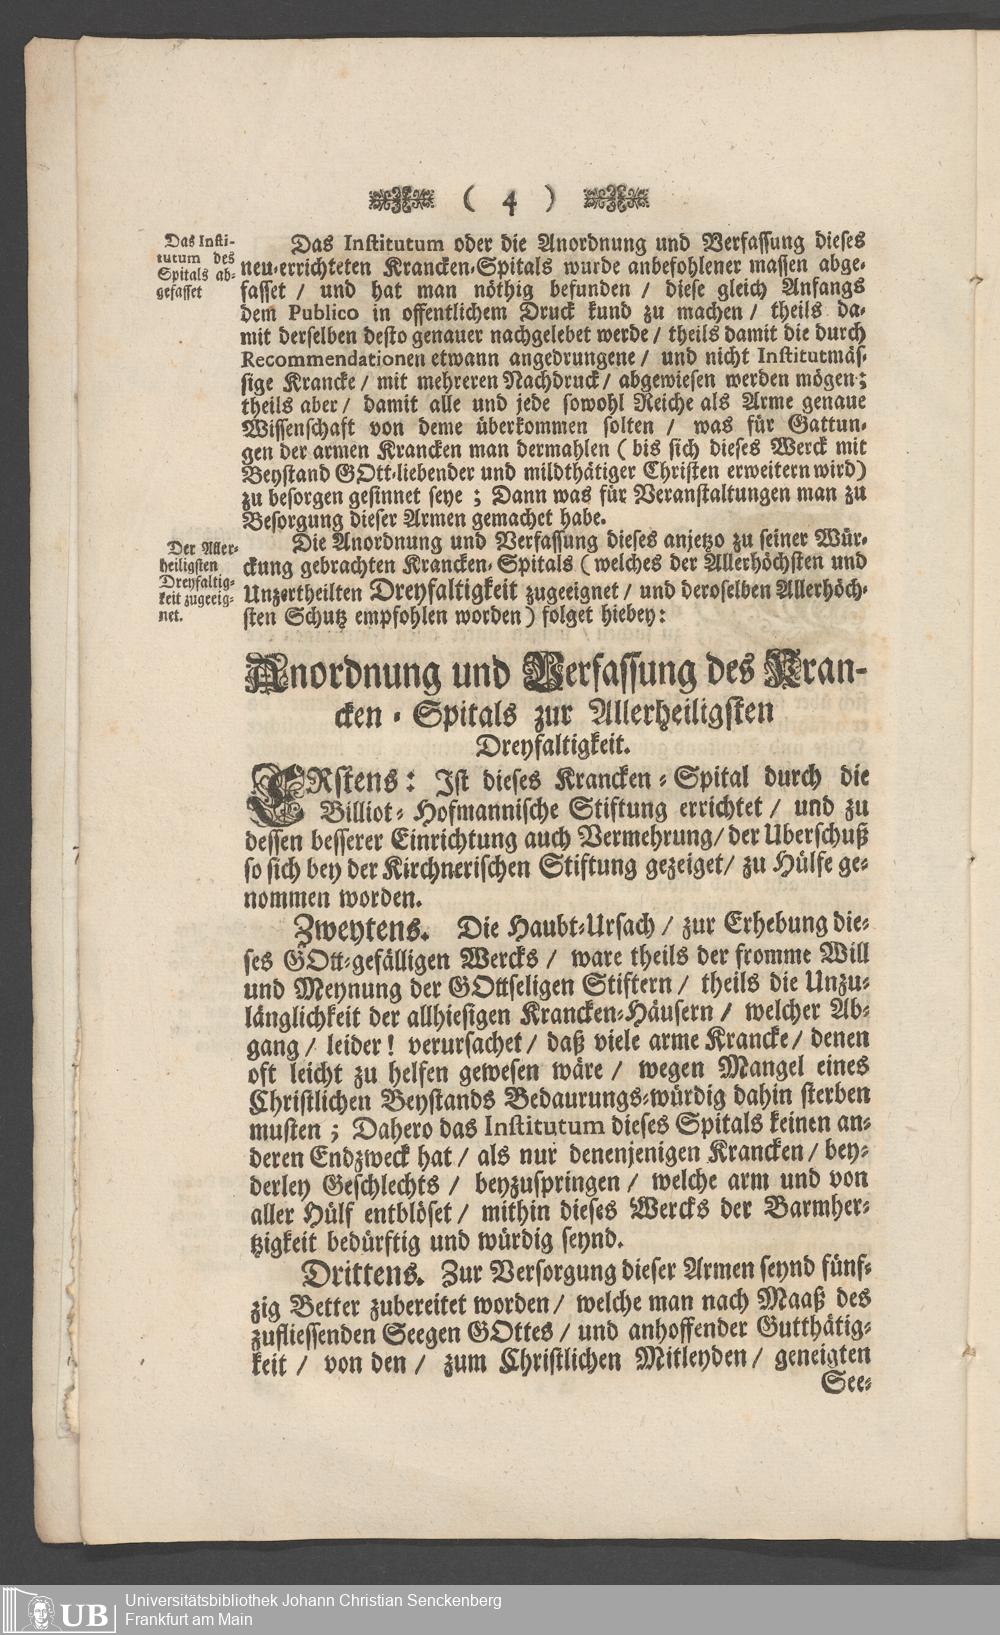 ( 4 )
Das Insti-
tutum des
Spitals ab-
gefasset
Das Institutum oder die Anordnung und Verfassung dieses
neu-errichteten Krancken-Spitals wurde anbefohlener massen abge-
fasset / und hat man nöthig befunden / diese gleich Anfangs
dem Publico in offentlichem Druck kund zu machen / theils da-
mit derselben desto genauer nachgelebet werde / theils damit die durch
Recommendationen etwann angedrungene / und nicht Institutmäs-
sige Krancke / mit mehreren Nachdruck / abgewiesen werden mögen ;
theils aber / damit alle und jede sowohl Reiche als Arme genaue
Wissenschaft von deme überkommen solten / was für Gattun-
gen der armen Krancken man dermahlen ( bis sich dieses Werck mit
Beystand GOtt-liebender und mildthätiger Christen erweitern wird)
zu besorgen gesinnet seye ; Dann was für Veranstaltungen man zu
Besorgung dieser Armen gemachet habe.
Der Aller-
heiligsten
Dreyfaltig-
keit zugeeig-
net.
Die Anordnung und Verfassung dieses anjetzo zu seiner Wür-
ckung gebrachten Krancken-Spitals ( welches der Allerhöchsten und
Unzertheilten Dreyfaltigkeit zugeeignet / und deroselben Allerhöch-
sten Schutz empfohlen worden ) folget hiebey :
Anordnung und Verfassung des Kran-
cken - Spitals zur Allerheiligsten
Dreyfaltigkeit.
ERstens : Ist dieses Krancken - Spital durch die
Billiot- Hofmannische Stiftung errichtet / und zu
dessen besserer Einrichtung auch Vermehrung / der Uberschuß
so sich bey der Kirchnerischen Stiftung gezeiget / zu Hülfe ge-
nommen worden.
Zweytens. Die Haubt-Ursach / zur Erhebung die-
ses GOtt-gefälligen Wercks / ware theils der fromme Will
und Meynung der GOttseligen Stiftern / theils die Unzu-
länglichkeit der allhiesigen Krancken-Häusern / welcher Ab-
gang / leider ! verursachet / daß viele arme Krancke / denen
oft leicht zu helfen gewesen wäre / wegen Mangel eines
Christlichen Beystands Bedaurungs-würdig dahin sterben
musten ; Dahero das Institutum dieses Spitals keinen an-
deren Endzweck hat / als nur denenjenigen Krancken / bey-
derley Geschlechts / beyzuspringen / welche arm und von
aller Hülf entblöset / mithin dieses Wercks der Barmher-
tzigkeit bedürftig und würdig seynd.
Drittens. Zur Versorgung dieser Armen seynd fünf-
zig Better zubereitet worden / welche man nach Maaß des
zufliessenden Seegen GOttes / und anhoffender Gutthätig-
keit / von den / zum Christlichen Mitleyden / geneigten
See-
UB
Universitätsbibliothek Johann Christian Senckenberg
Frankfurt am Main